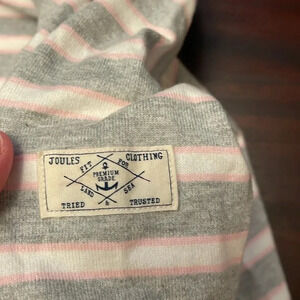 JOULES CLOTHING
FIT FOR
PREMIUM
GRADE
LAND SEA
TRIED & TRUSTED